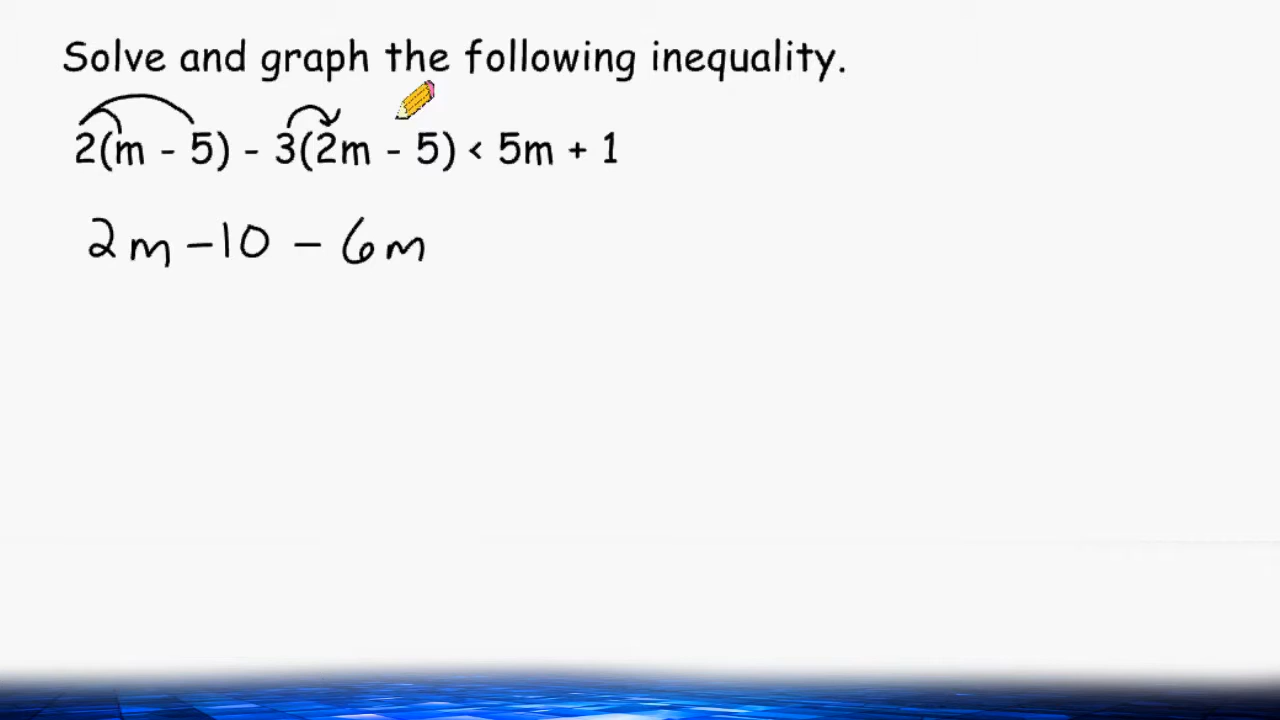 Solve and graph the following inequality.
2(m - 5) - 3(2m - 5) < 5m + 1
2m - 10 - 6m